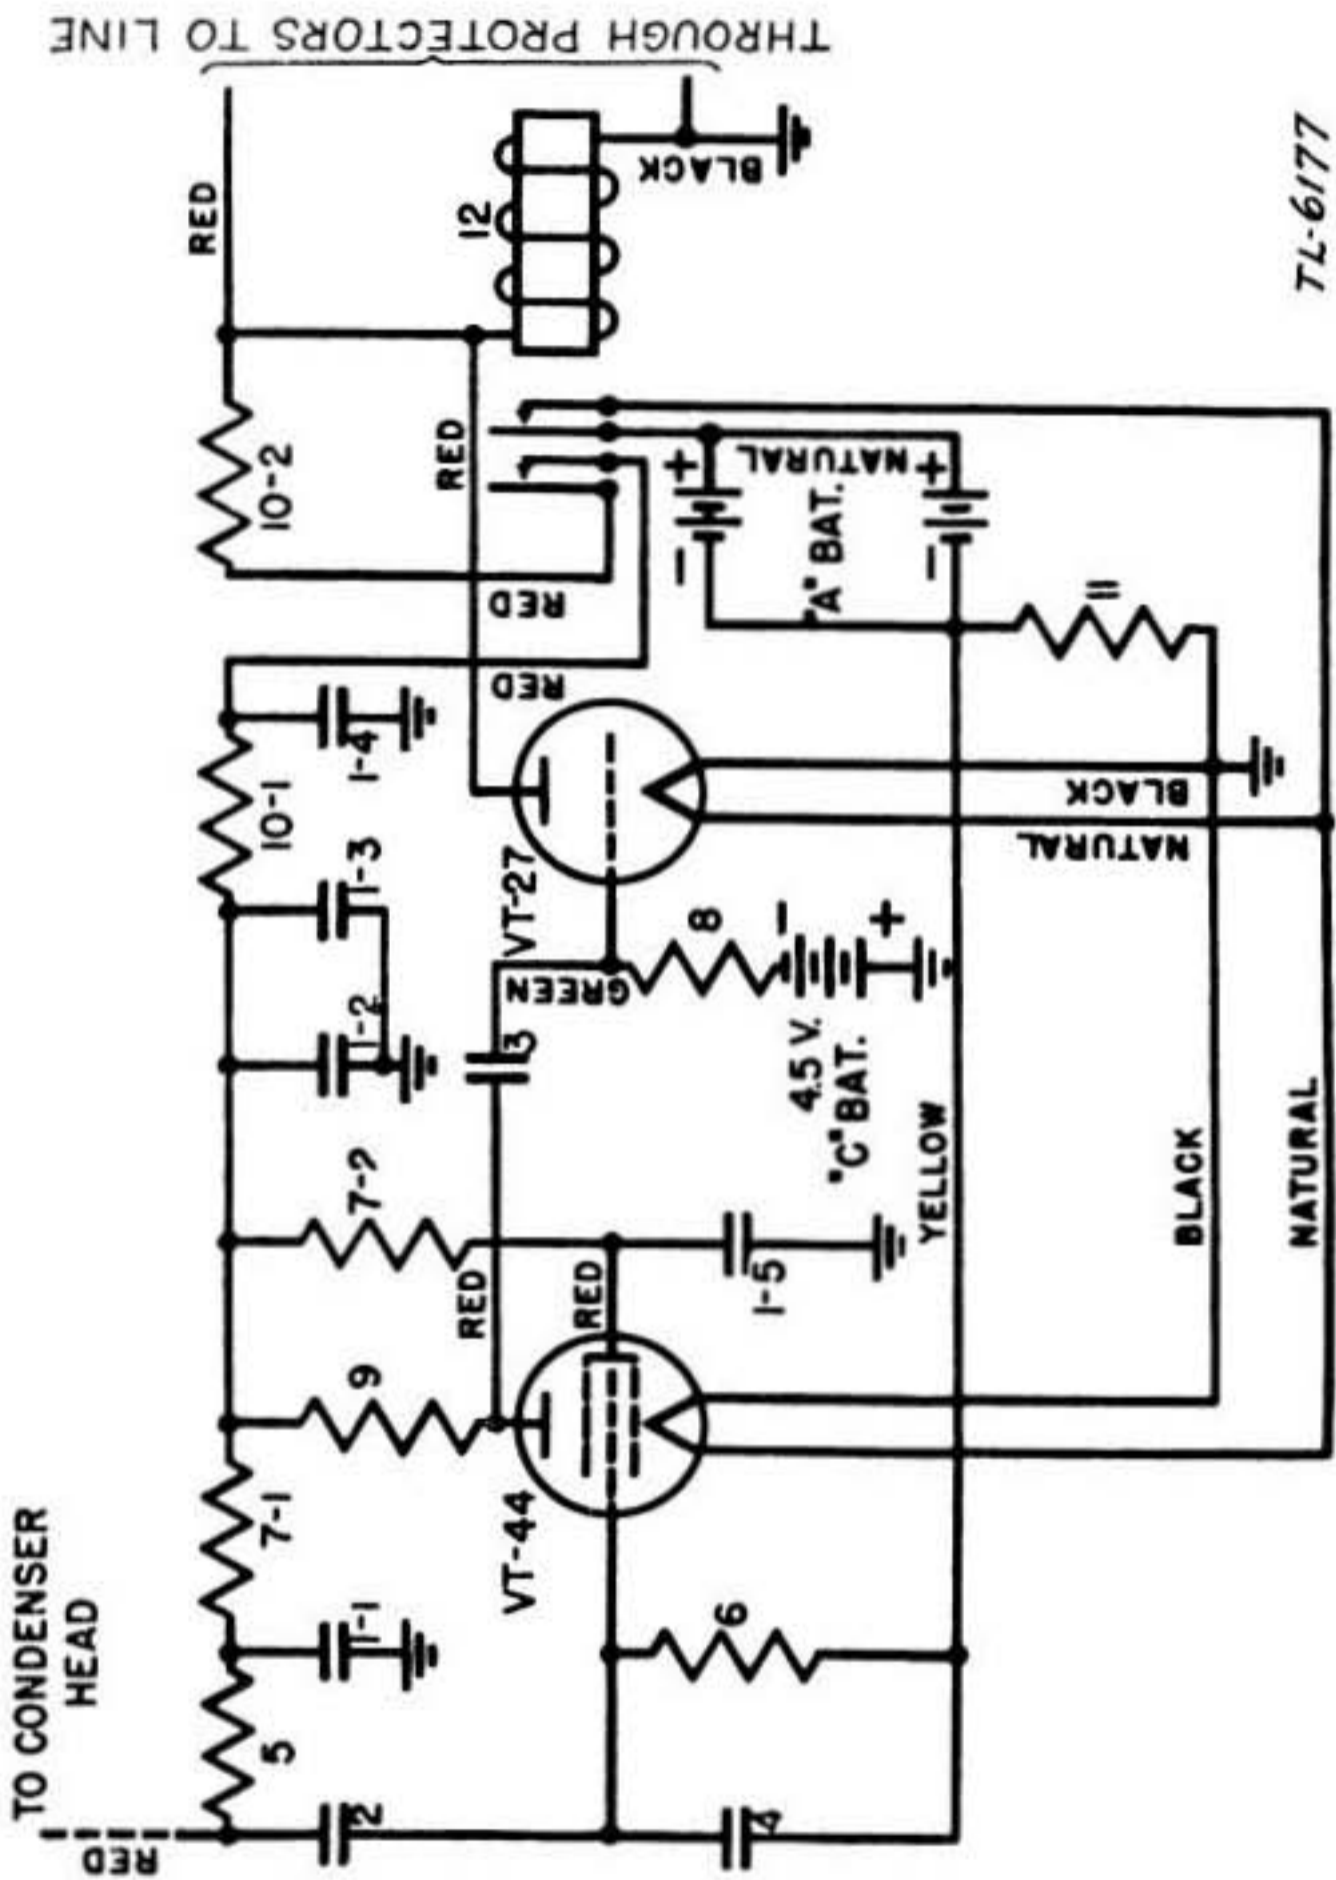 THROUGH PROTECTORS TO LINE
RED
12
BLACK
TL-6177
10-2
RED
+
NATURAL
+
-
"A" BAT.
-
RED
11
RED
1-4
10-1
BLACK
NATURAL
1-3
VT-27
8
-
+
GREEN
1-2
3
4.5 V.
"C" BAT.
YELLOW
7-2
RED
RED
1-5
BLACK
NATURAL
9
7-1
VT-44
TO CONDENSER
HEAD
1-1
6
5
RED
2
4